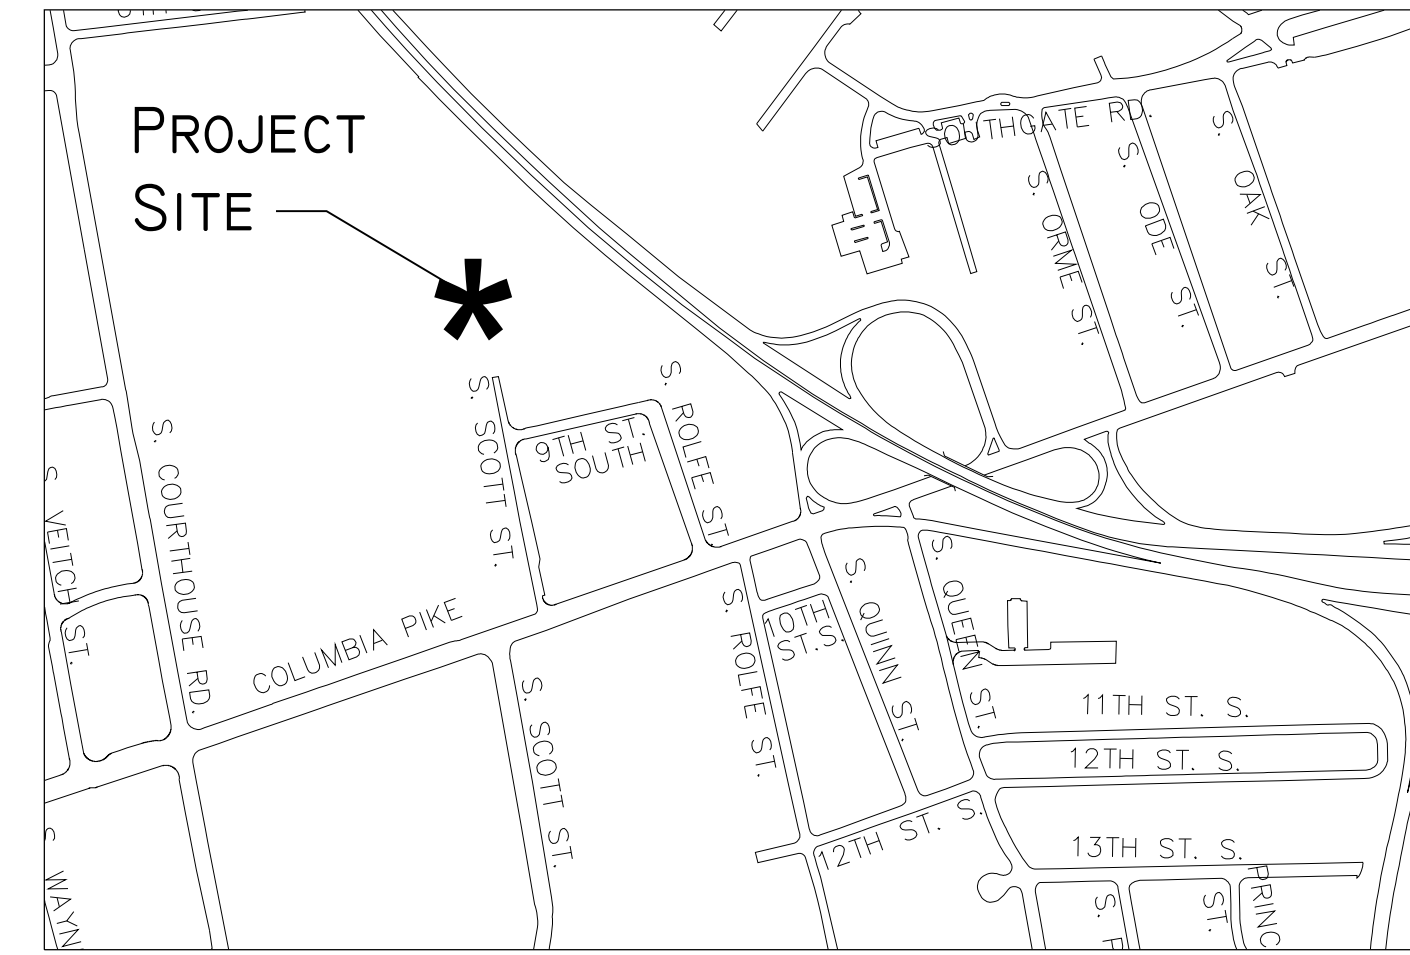 PROJECT
SITE
SOUTHGATE RD.
S. OAK ST.
S. ODE ST.
S. ORME ST.
S. ROLFE ST
S. SCOTT ST.
9TH ST.
SOUTH
S. COURTHOUSE RD.
S VEITCH ST.
COLUMBIA PIKE
S. QUEEN ST.
S. QUINN ST.
10TH
ST.S.
S. ROLFE ST.
S. SCOTT ST.
11TH ST. S.
12TH ST. S.
12TH ST. S.
13TH ST. S.
S WAYN
S.
ST.
PRINC